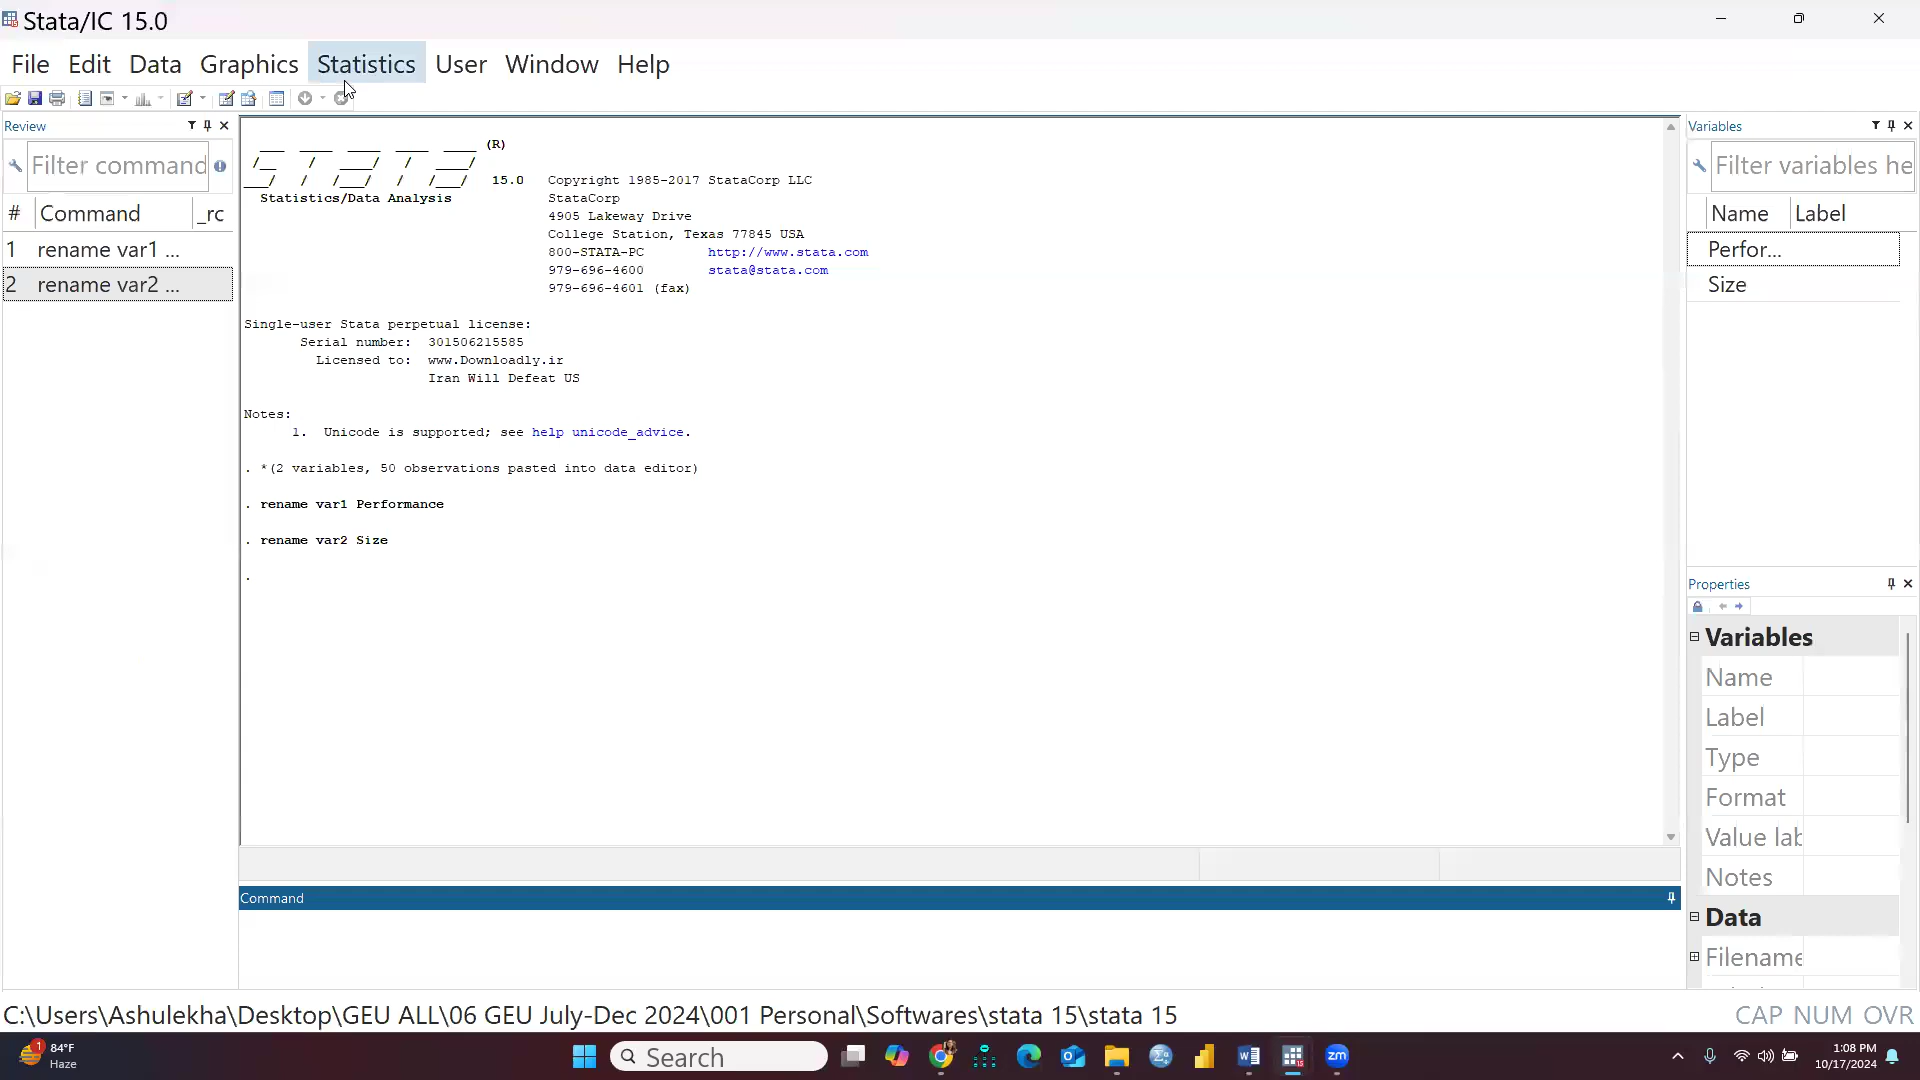 Stata/IC 15.0
File Edit Data Graphics Statistics User Window Help
Review
Filter command
# Command _rc
1 rename var1 ...
2 rename var2 ...
(R)
15.0 Copyright 1985-2017 StataCorp LLC
Statistics/Data Analysis StataCorp
4905 Lakeway Drive
College Station, Texas 77845 USA
800-STATA-PC http://www.stata.com
979-696-4600 stata@stata.com
979-696-4601 (fax)
Single-user Stata perpetual license:
Serial number: 301506215585
Licensed to: www.Downloadly.ir
Iran Will Defeat US
Notes:
1. Unicode is supported; see help unicode_advice.
. *(2 variables, 50 observations pasted into data editor)
. rename var1 Performance
. rename var2 Size
.
Command
Variables
Filter variables he
Name Label
Perfor...
Size
Properties
Variables
Name
Label
Type
Format
Value lab
Notes
Data
Filename
C:\Users\Ashulekha\Desktop\GEU ALL\06 GEU July-Dec 2024\001 Personal\Softwares\stata 15\stata 15
CAP NUM OVR
1
84°F
Haze
Search
zm
1:08 PM
10/17/2024